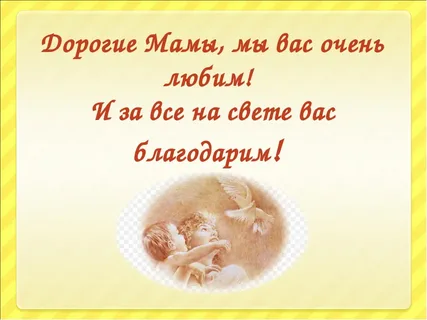 Дорогие Мамы, мы вас очень
любим!
И за все на свете вас
благодарим!